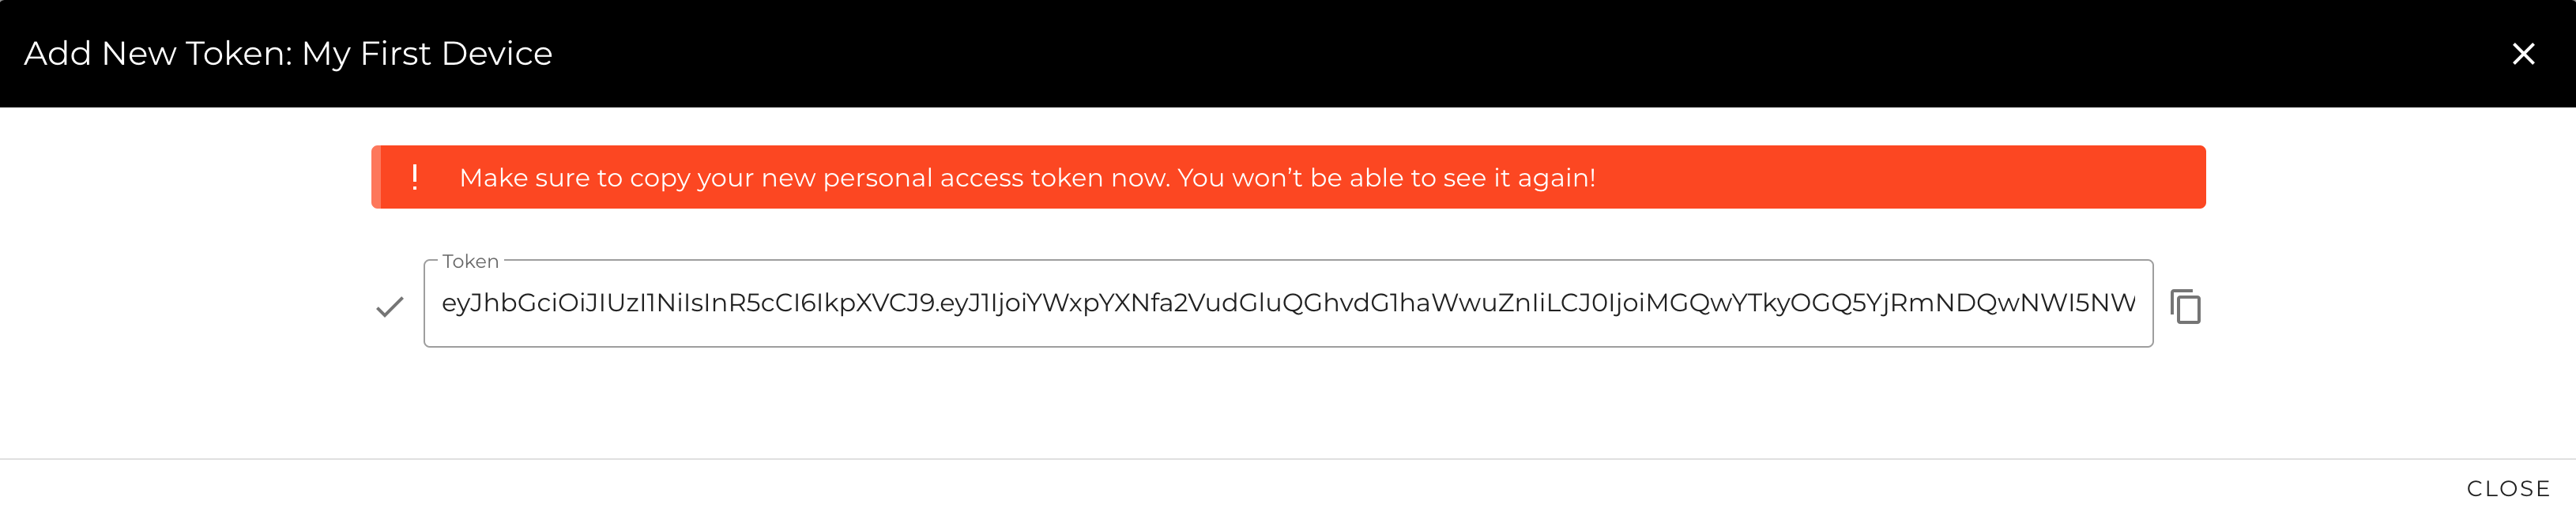 Add New Token: My First Device
! Make sure to copy your new personal access token now. You won’t be able to see it again!
Token
eyJhbGciOiJIUzI1NiIsInR5cCI6IkpXVCJ9.eyJ1IjoiYWxpYXNfa2VudGluQGhvdG1haWwuZnIiLCJ0IjoiMGQwYTkyOGQ5YjRmNDQwNWI5NW
CLOSE